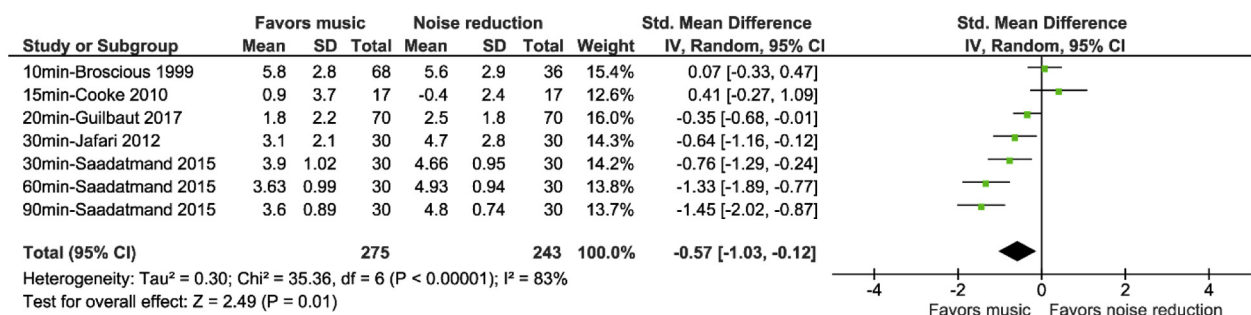 Favors music Noise reduction Std. Mean Difference Std. Mean Difference
Study or Subgroup Mean SD Total Mean SD Total Weight IV, Random, 95% CI IV, Random, 95% CI
10min-Broscious 1999 5.8 2.8 68 5.6 2.9 36 15.4% 0.07 [-0.33, 0.47]
15min-Cooke 2010 0.9 3.7 17 -0.4 2.4 17 12.6% 0.41 [-0.27, 1.09]
20min-Guilbaut 2017 1.8 2.2 70 2.5 1.8 70 16.0% -0.35 [-0.68, -0.01]
30min-Jafari 2012 3.1 2.1 30 4.7 2.8 30 14.3% -0.64 [-1.16, -0.12]
30min-Saadatmand 2015 3.9 1.02 30 4.66 0.95 30 14.2% -0.76 [-1.29, -0.24]
60min-Saadatmand 2015 3.63 0.99 30 4.93 0.94 30 13.8% -1.33 [-1.89, -0.77]
90min-Saadatmand 2015 3.6 0.89 30 4.8 0.74 30 13.7% -1.45 [-2.02, -0.87]
Total (95% CI) 275 243 100.0% -0.57 [-1.03, -0.12]
Heterogeneity: Tau² = 0.30; Chi² = 35.36, df = 6 (P < 0.00001); I² = 83%
Test for overall effect: Z = 2.49 (P = 0.01)
-4 -2 0 2 4
Favors music Favors noise reduction